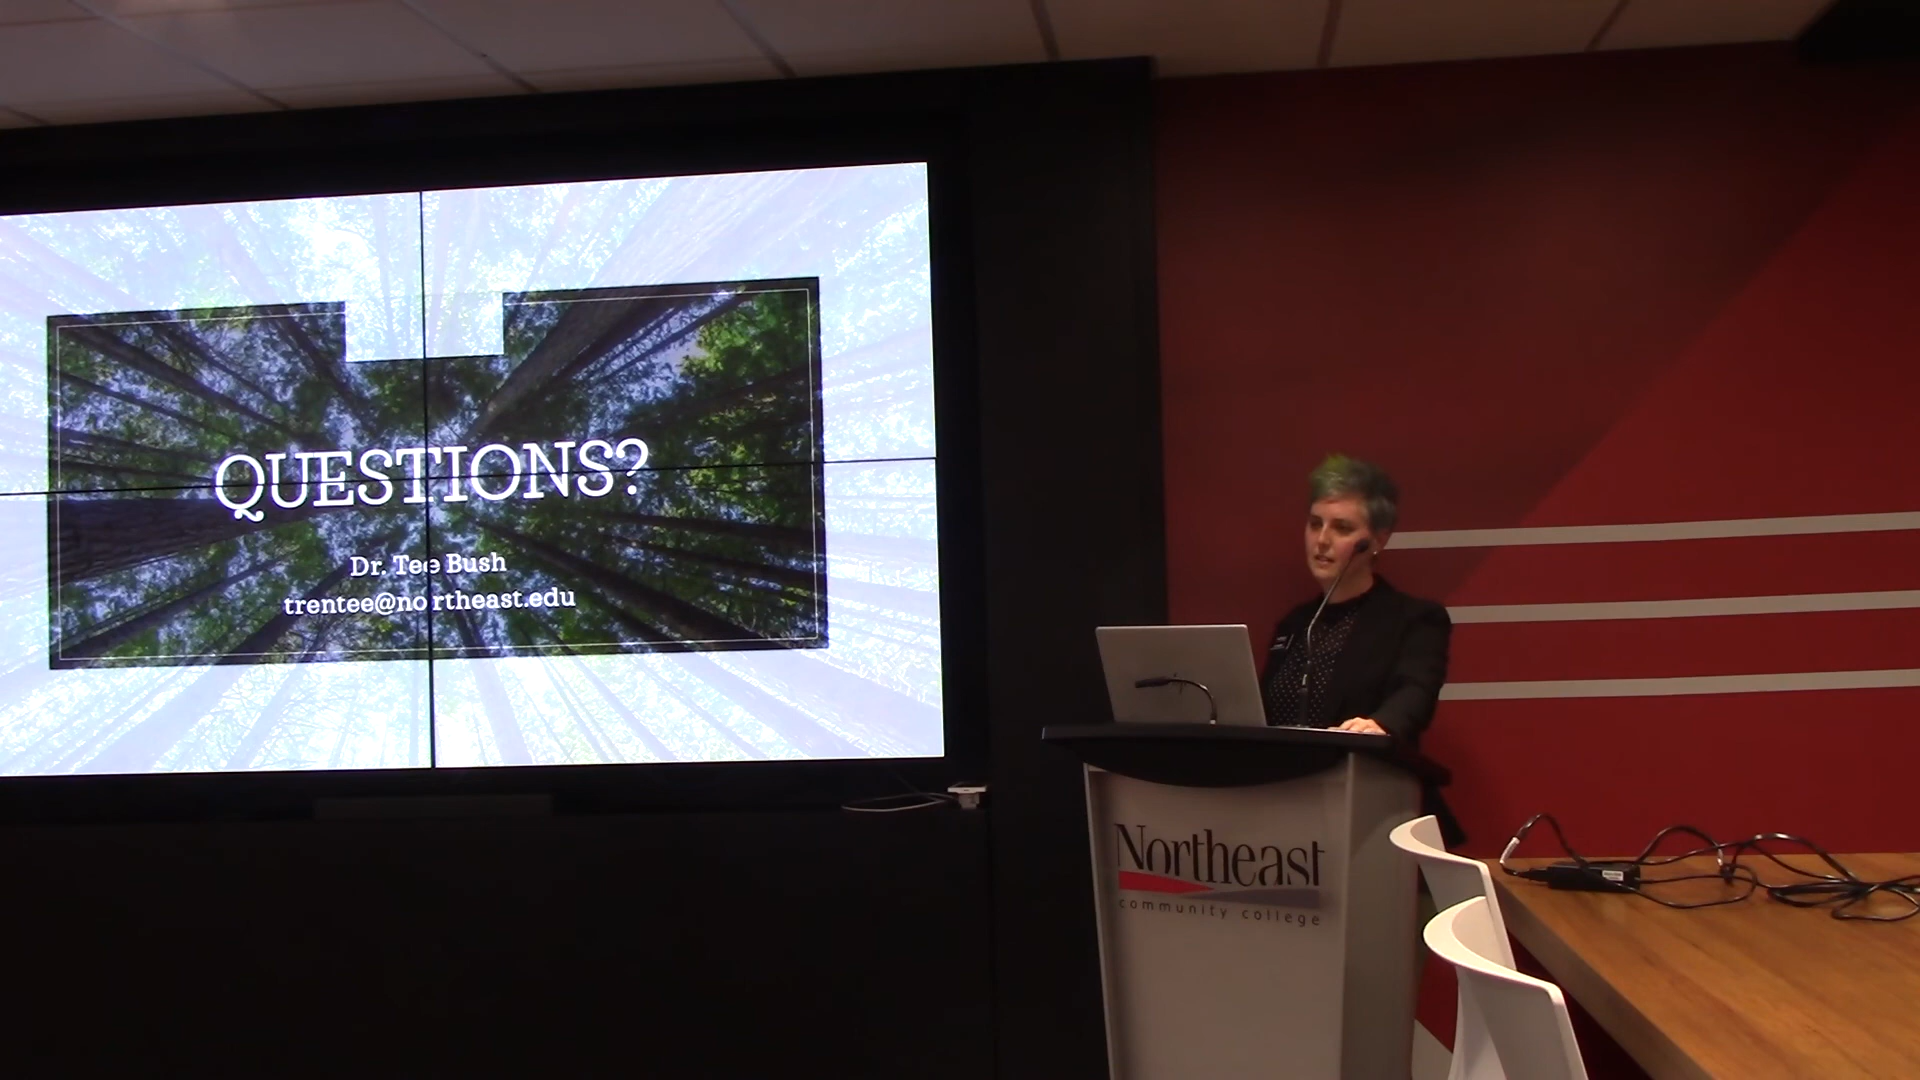 QUESTIONS?
Dr. Tee Bush
trentee@northeast.edu
Northeast
community college